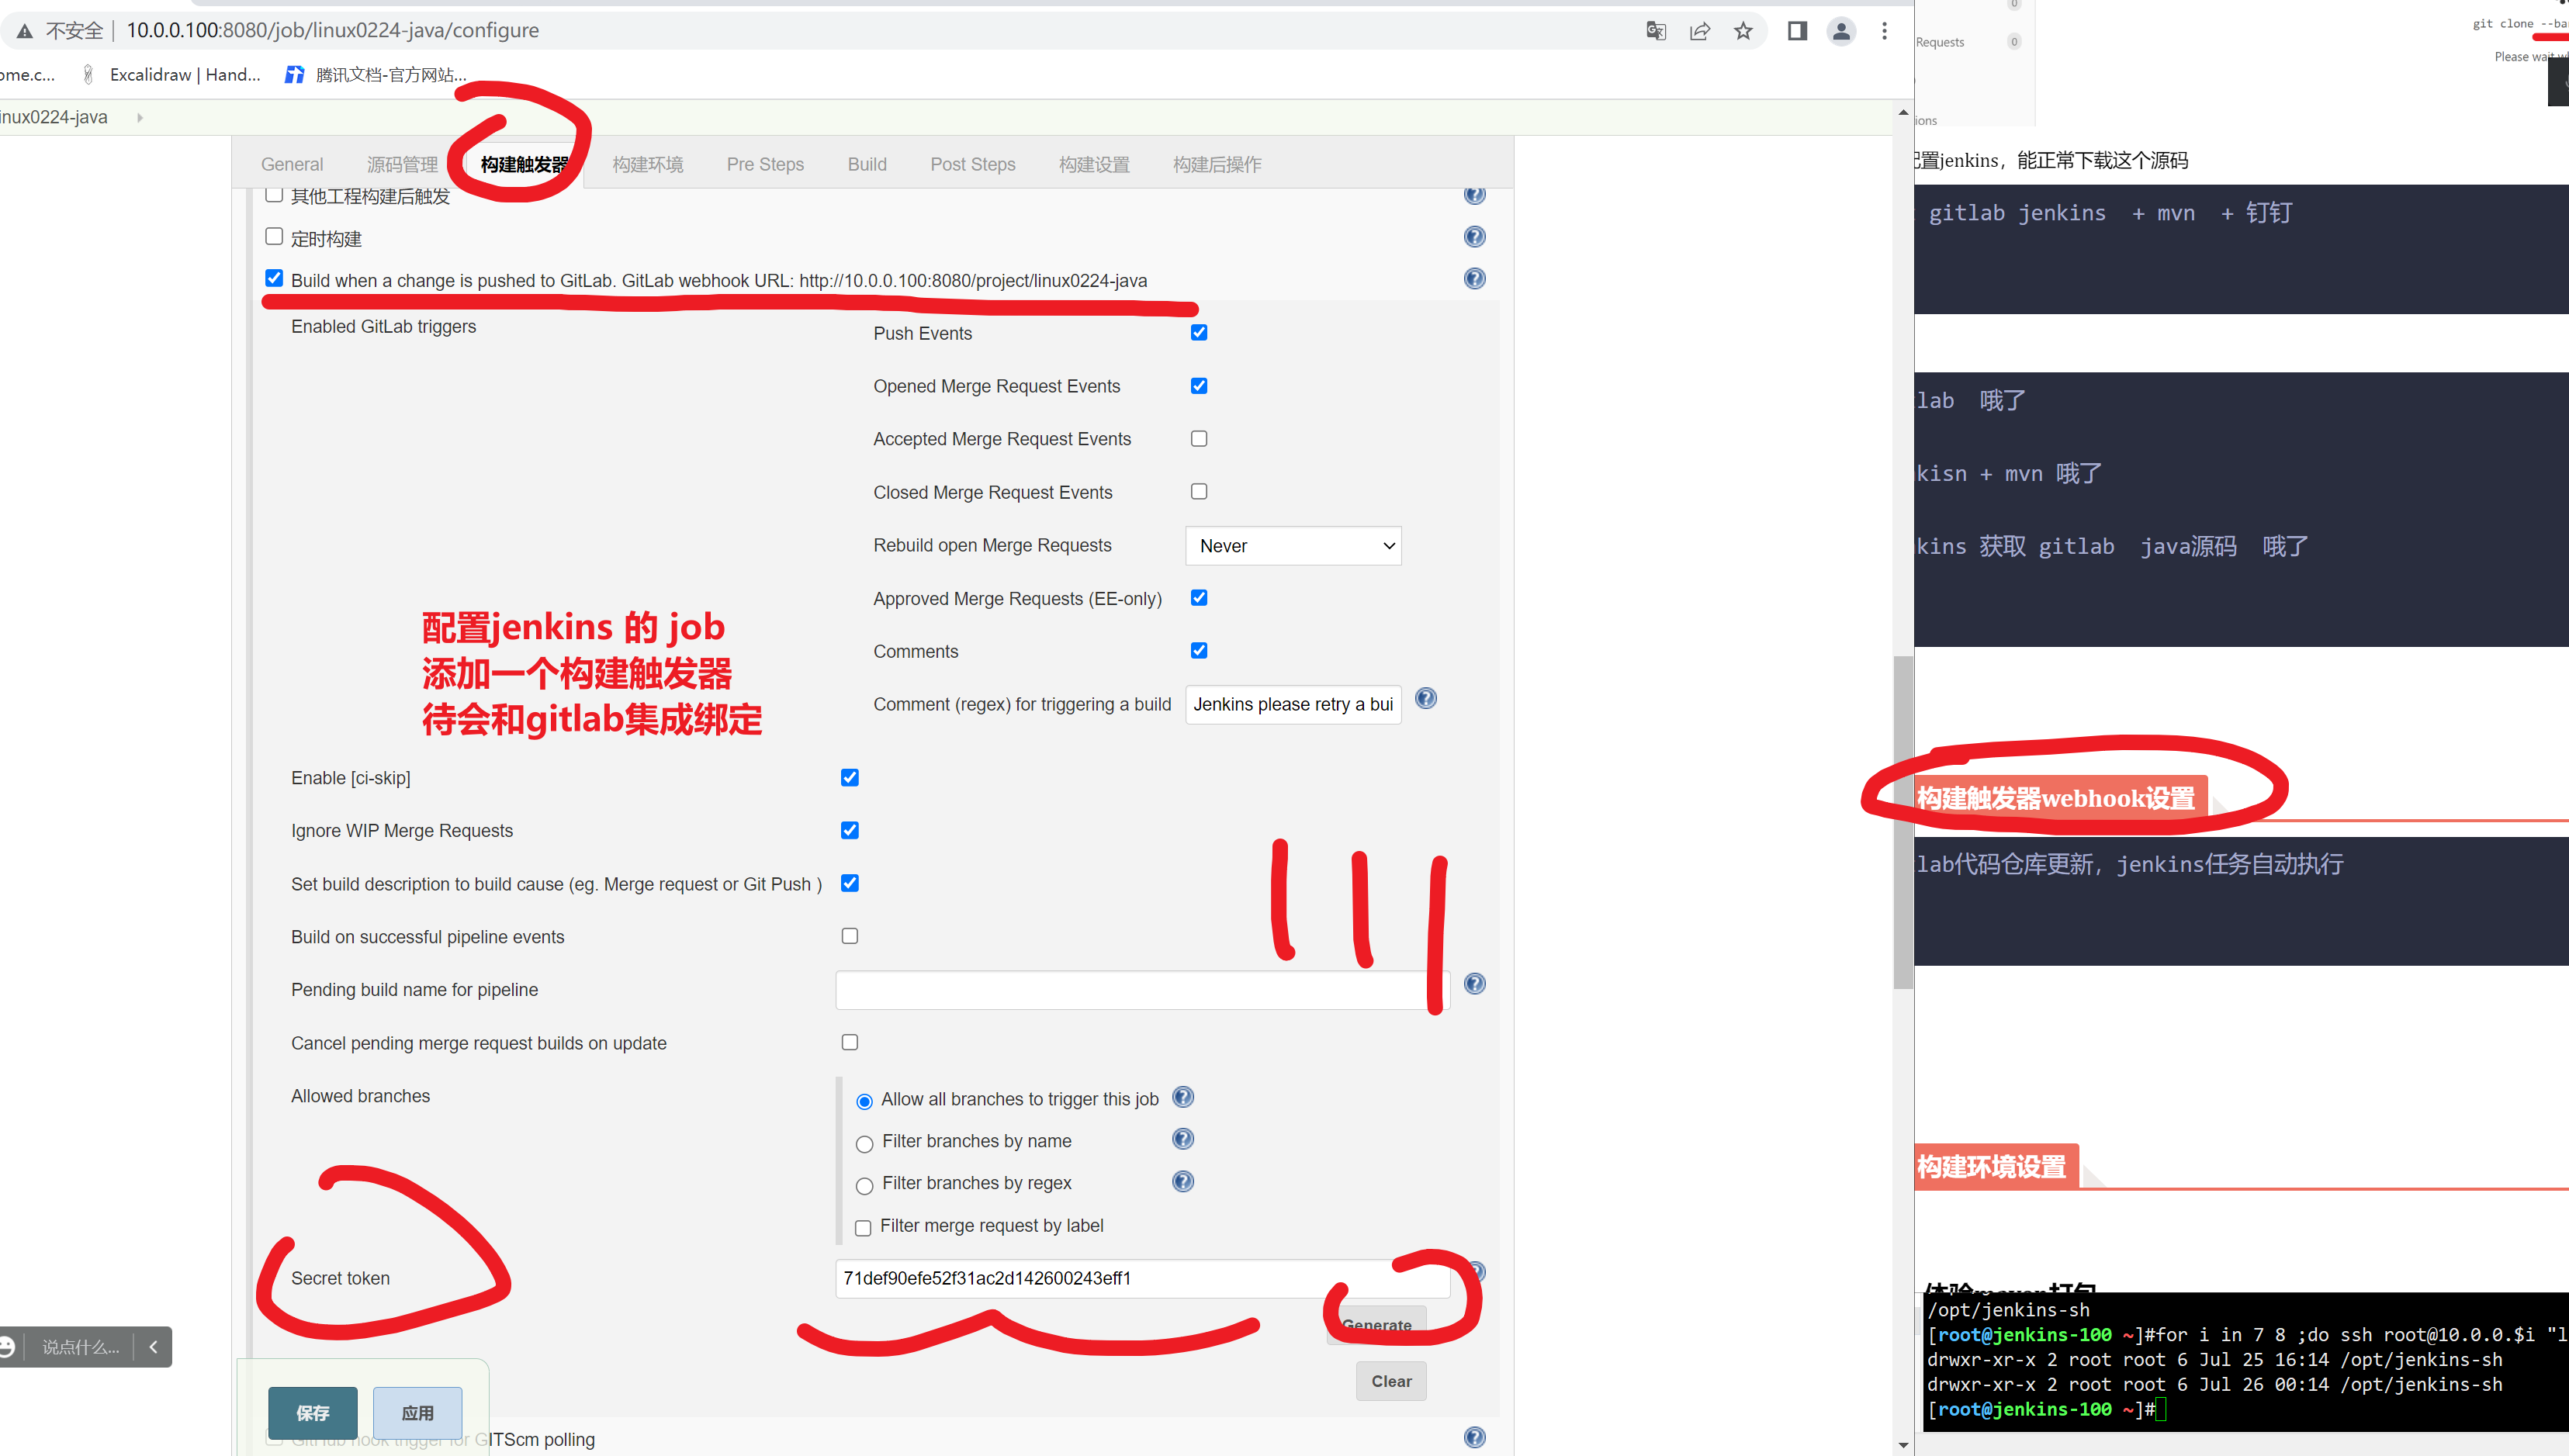 不安全 10.0.0.100:8080/job/linux0224-java/configure
ome.c... Excalidraw | Hand... 腾讯文档-官方网站...
inux0224-java
General 源码管理 构建触发器 构建环境 Pre Steps Build Post Steps 构建设置 构建后操作
其他工程构建后触发
定时构建
Build when a change is pushed to GitLab. GitLab webhook URL: http://10.0.0.100:8080/project/linux0224-java
Enabled GitLab triggers
Push Events
Opened Merge Request Events
Accepted Merge Request Events
Closed Merge Request Events
Rebuild open Merge Requests Never
Approved Merge Requests (EE-only)
Comments
Comment (regex) for triggering a build Jenkins please retry a bui
配置jenkins 的 job
添加一个构建触发器
待会和gitlab集成绑定
Enable [ci-skip]
Ignore WIP Merge Requests
Set build description to build cause (eg. Merge request or Git Push )
Build on successful pipeline events
Pending build name for pipeline
Cancel pending merge request builds on update
Allowed branches
Allow all branches to trigger this job
Filter branches by name
Filter branches by regex
Filter merge request by label
Secret token 71def90efe52f31ac2d142600243eff1
Generate
Clear
说点什么...
保存 应用
GitHub hook trigger for GITScm polling
0
git clone --bar
Requests 0
Please wait wh
ions
配置jenkins，能正常下载这个源码
gitlab jenkins + mvn + 钉钉
lab 哦了
kisn + mvn 哦了
kins 获取 gitlab java源码 哦了
构建触发器webhook设置
lab代码仓库更新，jenkins任务自动执行
构建环境设置
体验maven打包
/opt/jenkins-sh
[root@jenkins-100 ~]#for i in 7 8 ;do ssh root@10.0.0.$i "l
drwxr-xr-x 2 root root 6 Jul 25 16:14 /opt/jenkins-sh
drwxr-xr-x 2 root root 6 Jul 26 00:14 /opt/jenkins-sh
[root@jenkins-100 ~]#